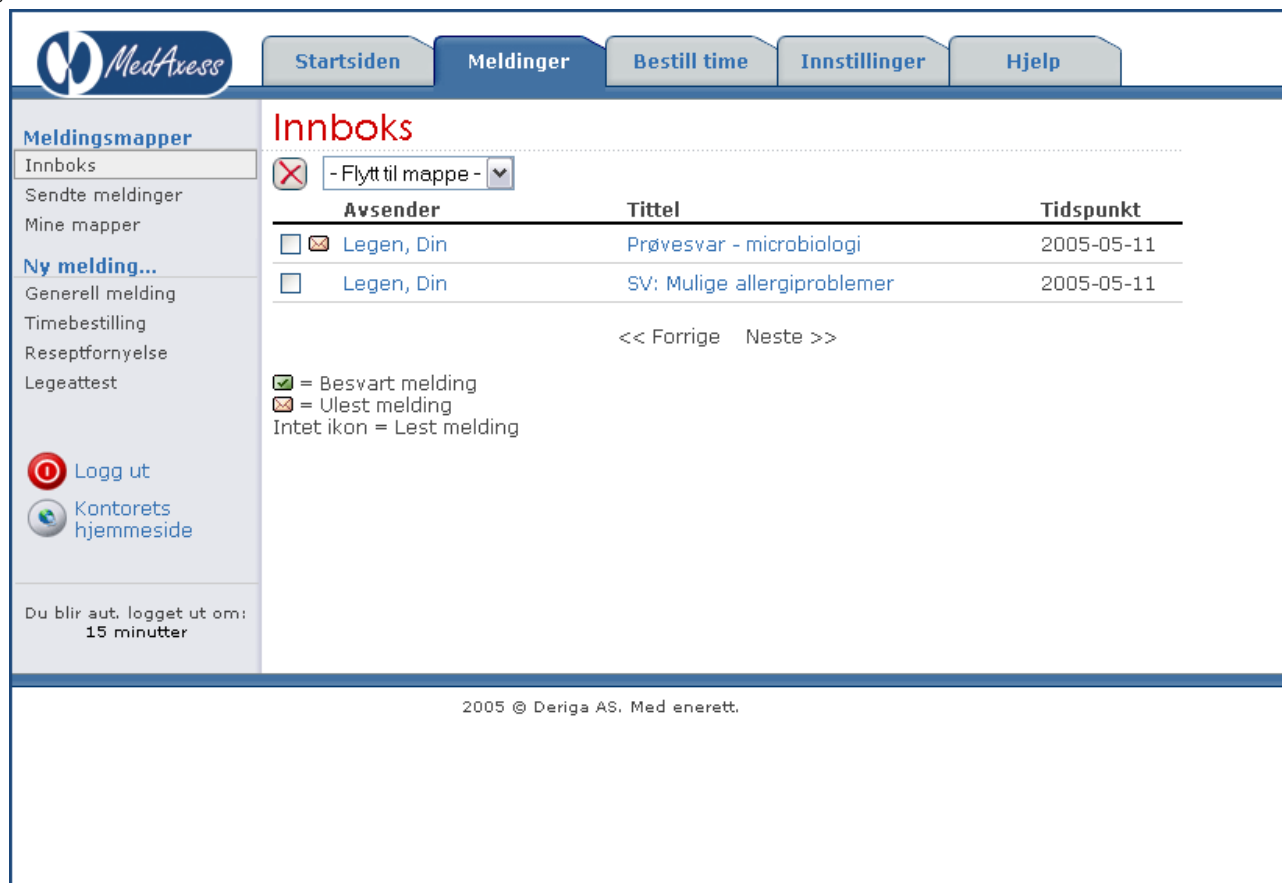 MedAxess
Startsiden Meldinger Bestill time Innstillinger Hjelp
Meldingsmapper
Innboks
Sendte meldinger
Mine mapper
Ny melding...
Generell melding
Timebestilling
Reseptfornyelse
Legeattest
Logg ut
Kontorets
hjemmeside
Du blir aut. logget ut om:
15 minutter
Innboks
- Flytt til mappe -
Avsender Tittel Tidspunkt
Legen, Din Prøvesvar - microbiologi 2005-05-11
Legen, Din SV: Mulige allergiproblemer 2005-05-11
<< Forrige Neste >>
= Besvart melding
= Ulest melding
Intet ikon = Lest melding
2005 © Deriga AS. Med enerett.